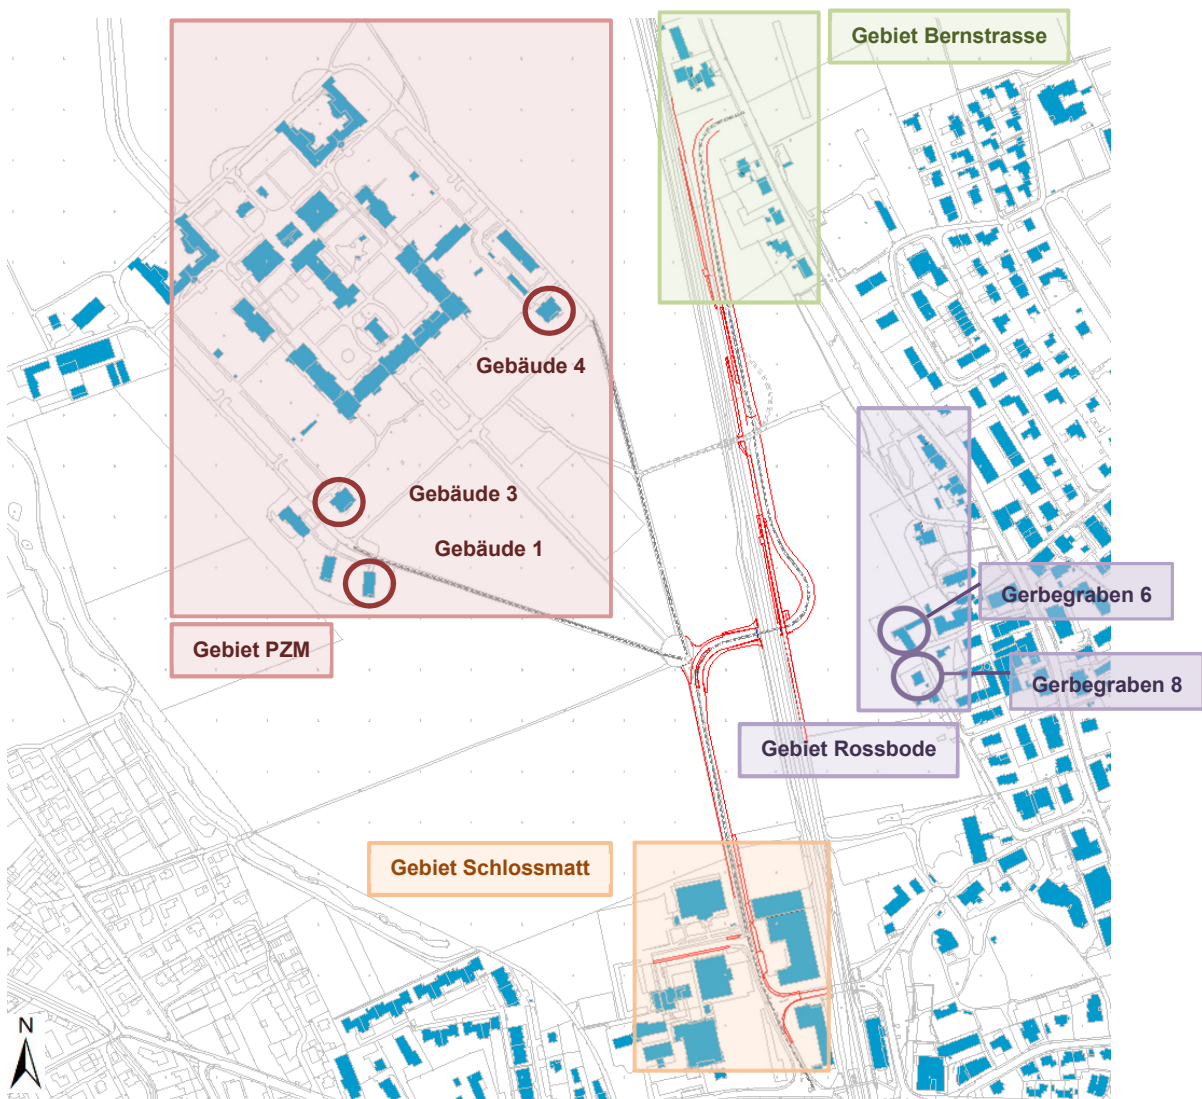 Gebiet Bernstrasse
Gebäude 4
Gebäude 3
Gebäude 1
Gerbegraben 6
Gebiet PZM
Gerbegraben 8
Gebiet Rossbode
Gebiet Schlossmatt
N